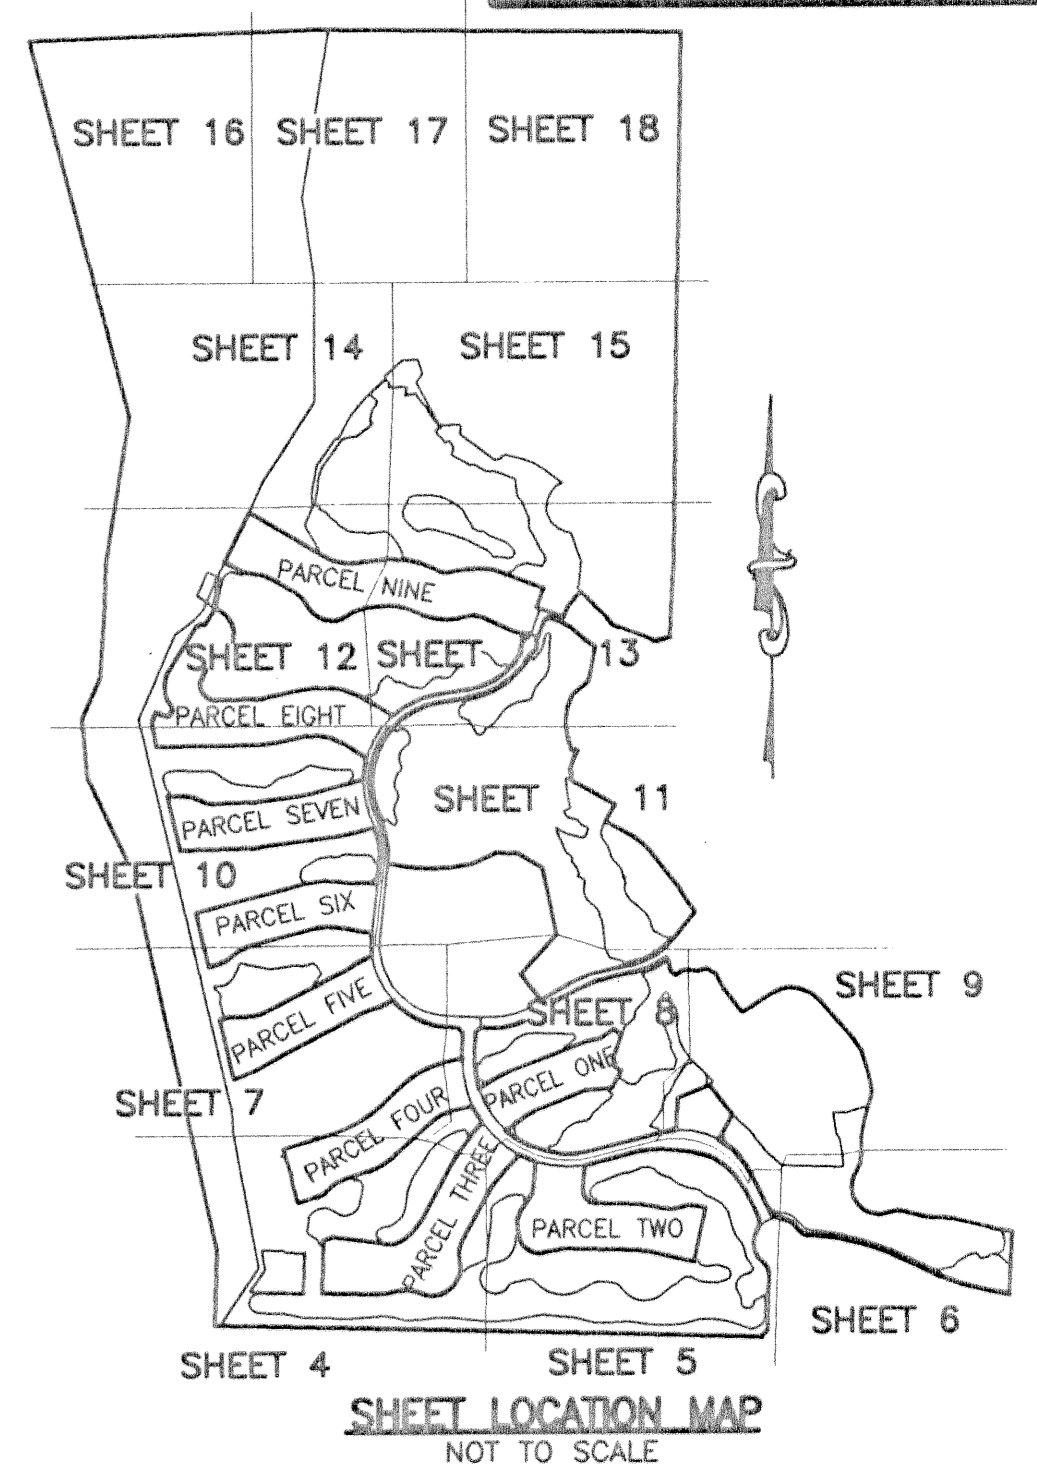 SHEET 16
SHEET 17
SHEET 18
SHEET 14
SHEET 15
PARCEL NINE
SHEET 12
SHEET 13
PARCEL EIGHT
SHEET 11
PARCEL SEVEN
SHEET 10
PARCEL SIX
SHEET 9
PARCEL FIVE
SHEET 8
PARCEL ONE
SHEET 7
PARCEL FOUR
PARCEL THREE
PARCEL TWO
SHEET 6
SHEET 4
SHEET 5
SHEET LOCATION MAP
NOT TO SCALE